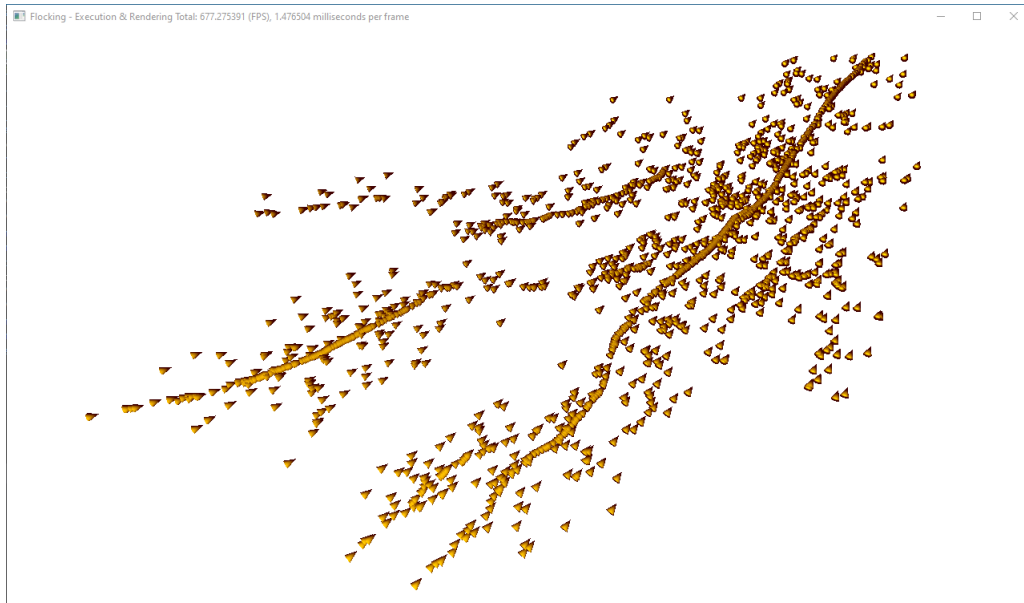 Flocking - Execution & Rendering Total: 677.275391 (FPS), 1.476504 milliseconds per frame